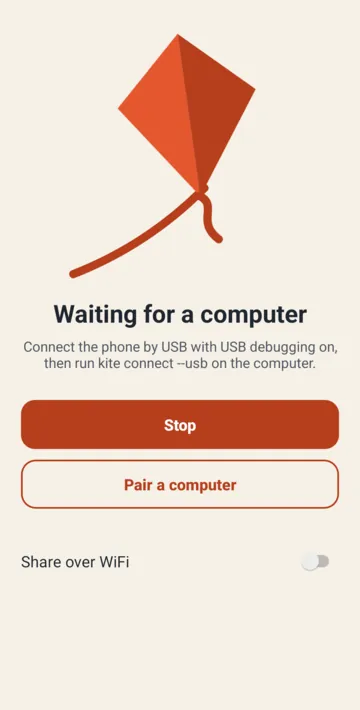 Waiting for a computer
Connect the phone by USB with USB debugging on,
then run kite connect --usb on the computer.
Stop
Pair a computer
Share over WiFi